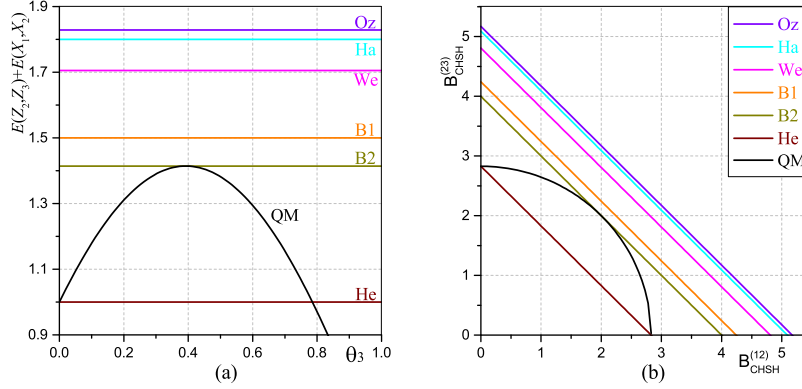 E(Z₂,Z₃)+E(X₁,X₂)
1.9
1.7
1.5
1.3
1.1
0.9
Oz
Ha
We
B1
B2
QM
He
0.0 0.2 0.4 0.6 0.8 1.0
θ₃
(a)
B_CHSH^(23)
5
4
3
2
1
0
Oz
Ha
We
B1
B2
He
QM
0 1 2 3 4 5
B_CHSH^(12)
(b)